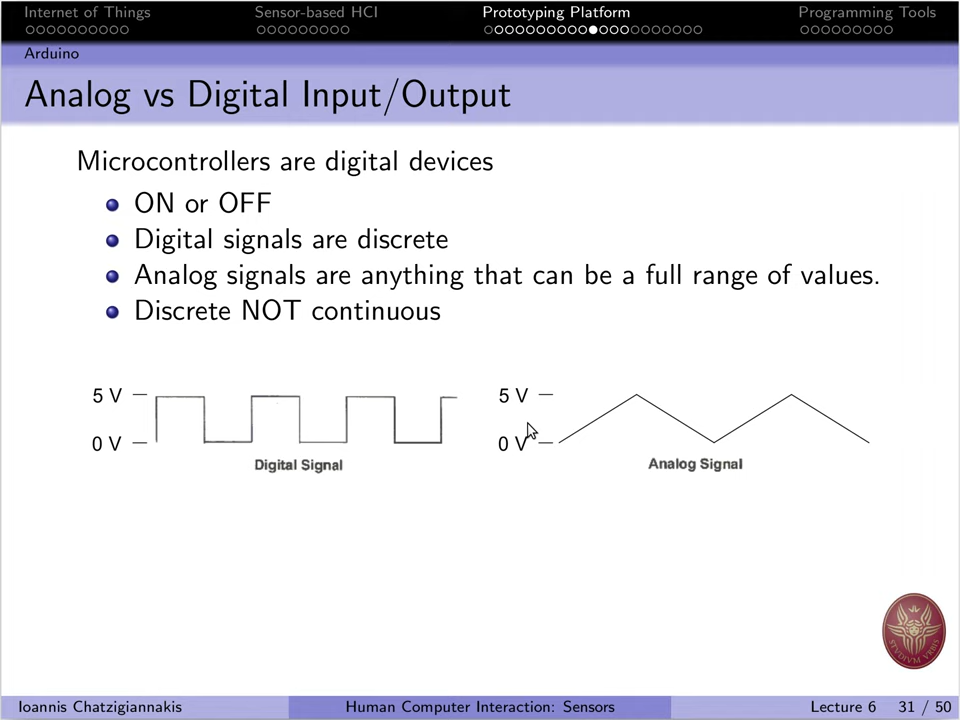 Internet of Things
Sensor-based HCI
Prototyping Platform
Programming Tools
Arduino
Analog vs Digital Input/Output
Microcontrollers are digital devices
ON or OFF
Digital signals are discrete
Analog signals are anything that can be a full range of values.
Discrete NOT continuous
5 V
0 V
Digital Signal
5 V
0 V
Analog Signal
STVDIVM VRBIS
Ioannis Chatzigiannakis
Human Computer Interaction: Sensors
Lecture 6
31 / 50